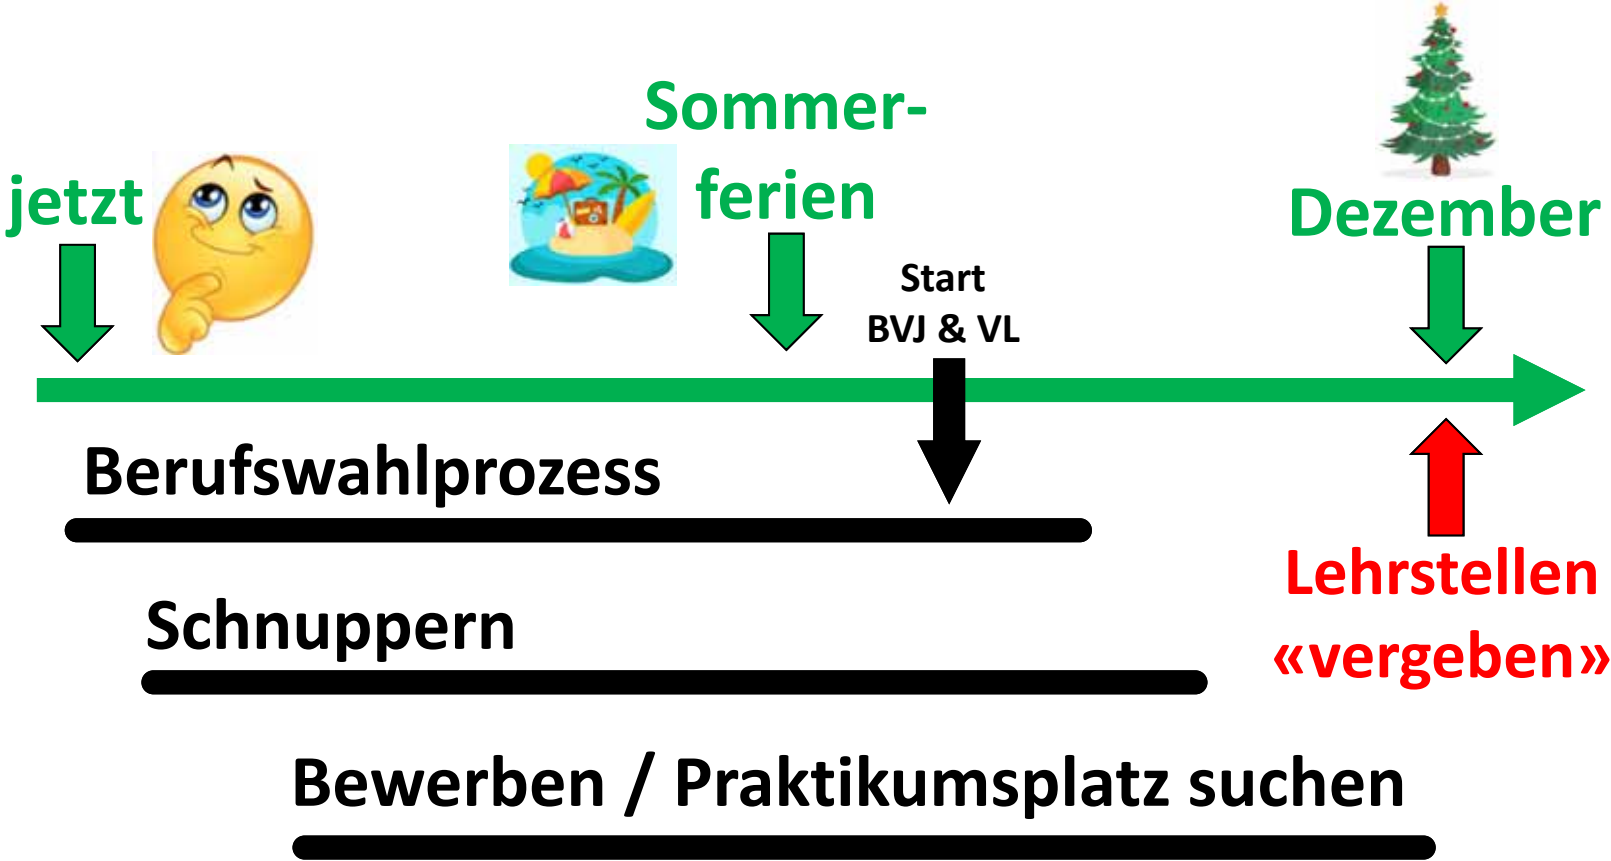 Sommer-
ferien
jetzt
Dezember
Start
BVJ & VL
Berufswahlprozess
Lehrstellen
«vergeben»
Schnuppern
Bewerben / Praktikumsplatz suchen